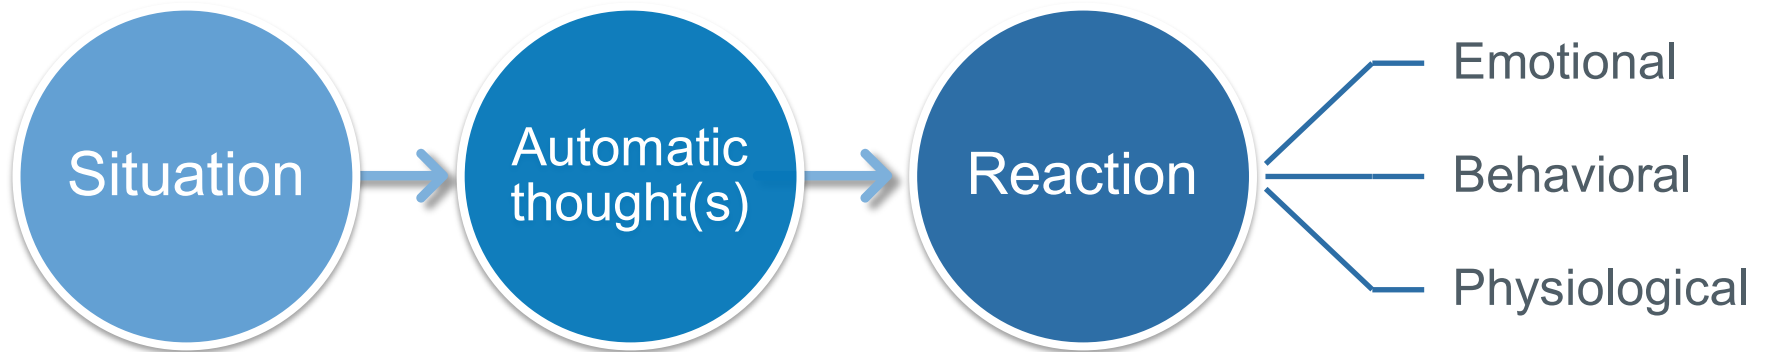 Situation
Automatic
thought(s)
Reaction
Emotional
Behavioral
Physiological